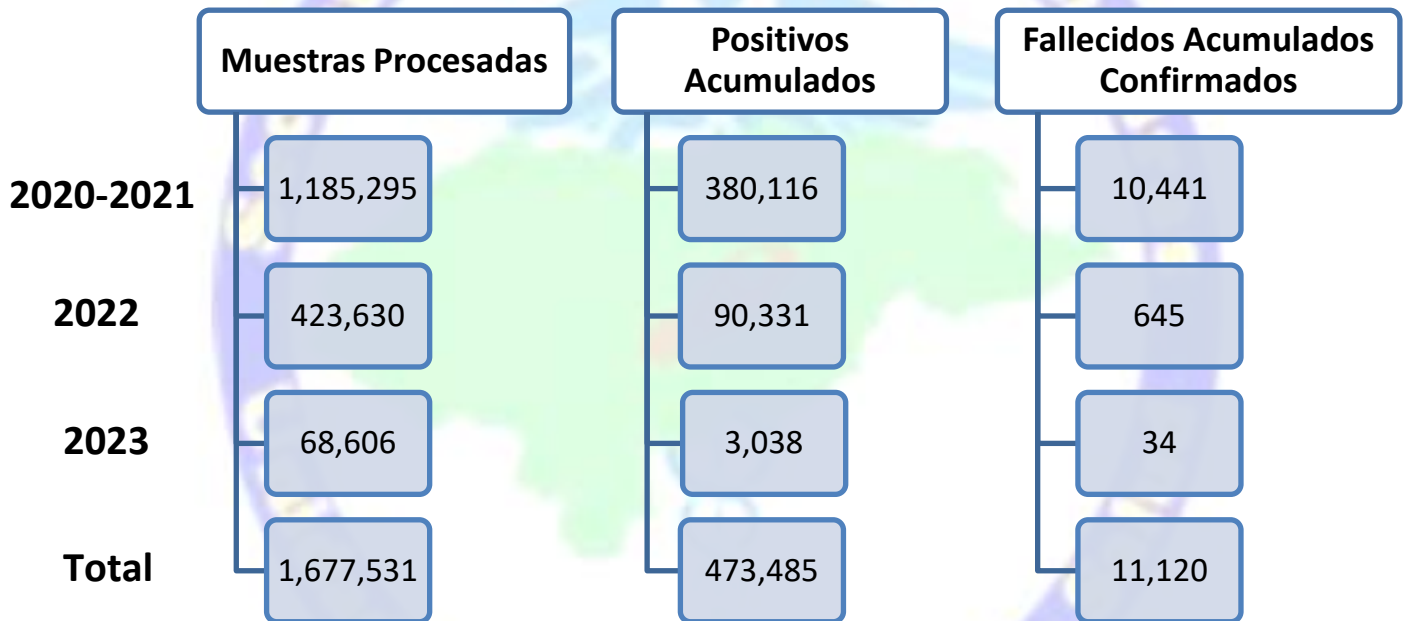 Muestras Procesadas
Positivos
Acumulados
Fallecidos Acumulados
Confirmados
2020-2021
1,185,295
380,116
10,441
2022
423,630
90,331
645
2023
68,606
3,038
34
Total
1,677,531
473,485
11,120